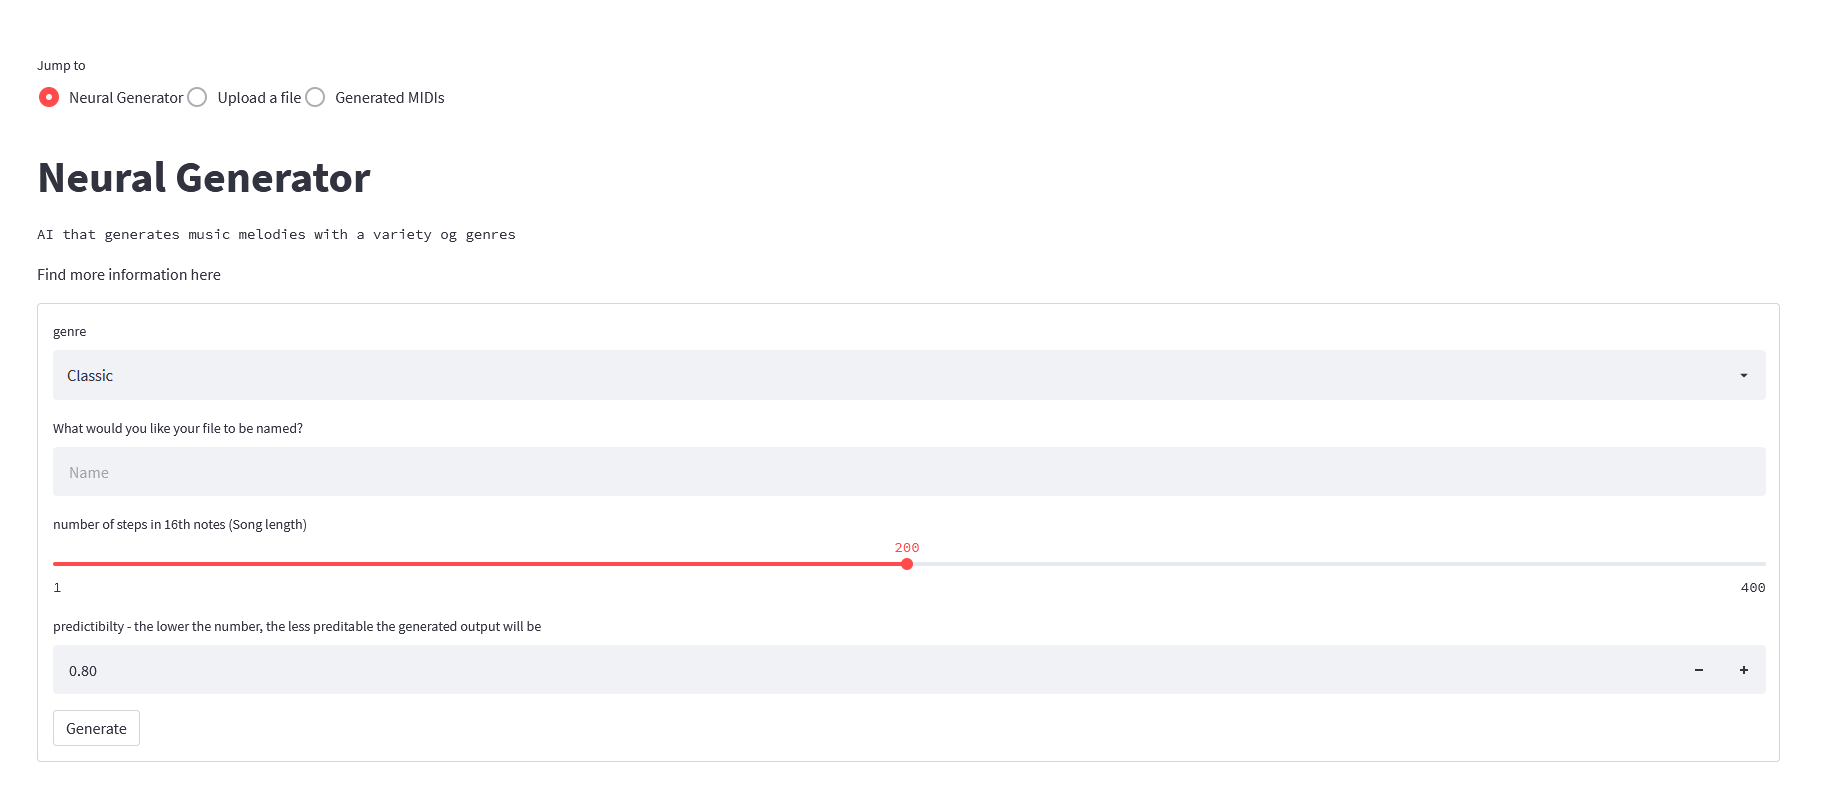 Jump to
Neural Generator Upload a file Generated MIDIs
Neural Generator
AI that generates music melodies with a variety og genres
Find more information here
genre
Classic
What would you like your file to be named?
Name
number of steps in 16th notes (Song length)
200
1 400
predictibilty - the lower the number, the less preditable the generated output will be
0.80 - +
Generate